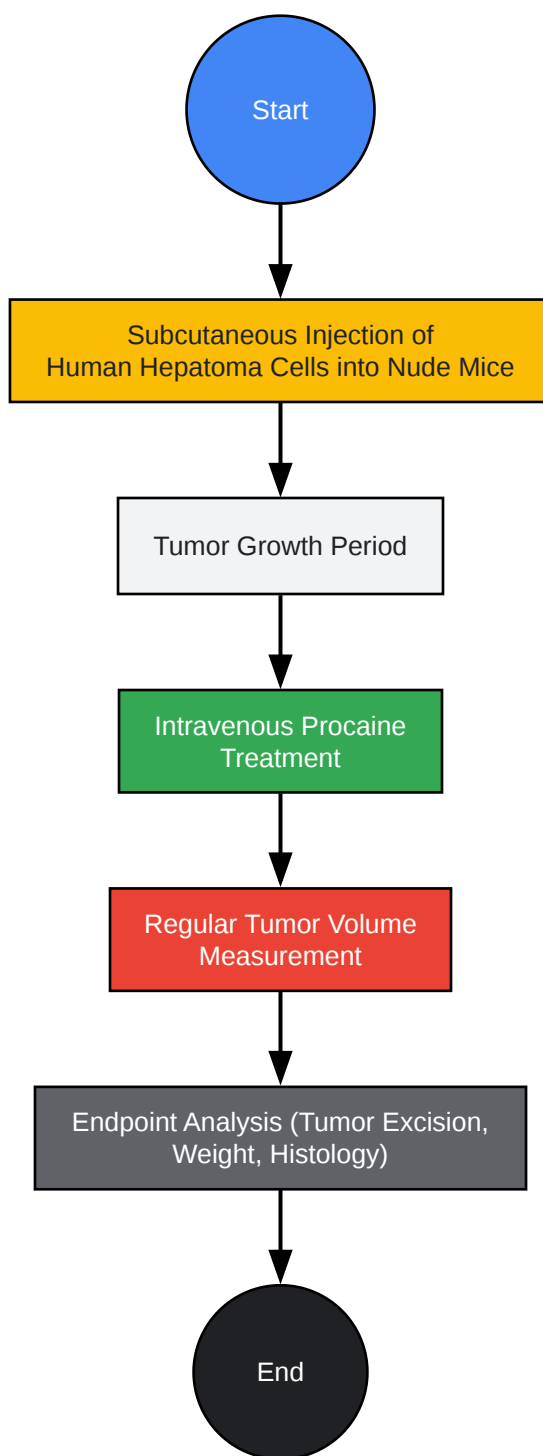 Start
Subcutaneous Injection of
Human Hepatoma Cells into Nude Mice
Tumor Growth Period
Intravenous Procaine
Treatment
Regular Tumor Volume
Measurement
Endpoint Analysis (Tumor Excision,
Weight, Histology)
End